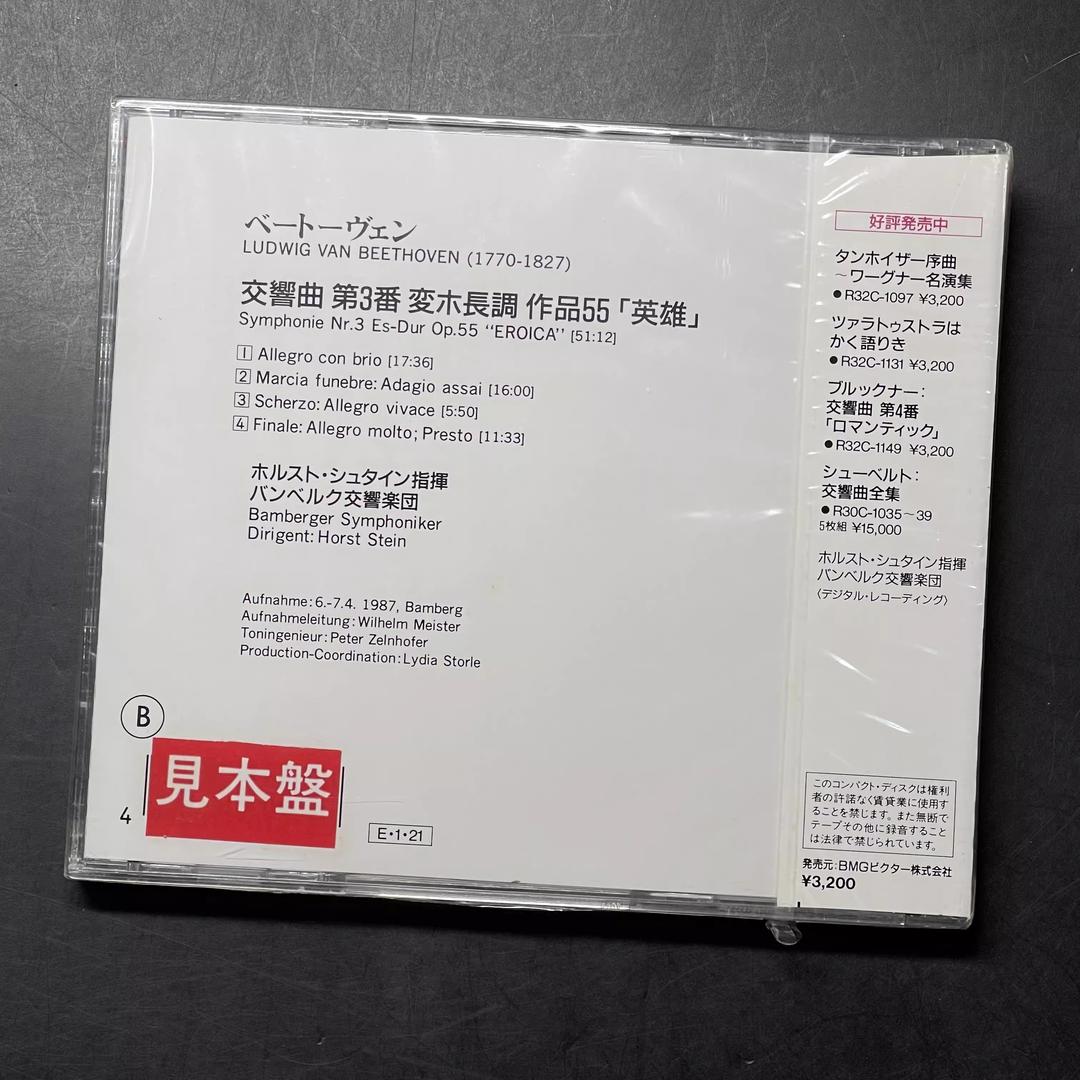 ベートーヴェン
LUDWIG VAN BEETHOVEN (1770-1827)
交響曲 第3番 変ホ長調 作品55「英雄」
Symphonie Nr.3 Es-Dur Op.55 “EROICA” [51:12]
1 Allegro con brio [17:36]
2 Marcia funebre: Adagio assai [16:00]
3 Scherzo: Allegro vivace [5:50]
4 Finale: Allegro molto; Presto [11:33]
ホルスト・シュタイン指揮
バンベルク交響楽団
Bamberger Symphoniker
Dirigent: Horst Stein
Aufnahme: 6.-7.4. 1987, Bamberg
Aufnahmeleitung: Wilhelm Meister
Toningenieur: Peter Zelnhofer
Production-Coordination: Lydia Storle
B
見本盤
4
E・1・21
好評発売中
タンホイザー序曲
～ワーグナー名演集
●R32C-1097 ¥3,200
ツァラトゥストラは
かく語りき
●R32C-1131 ¥3,200
ブルックナー:
交響曲 第4番
「ロマンティック」
●R32C-1149 ¥3,200
シューベルト:
交響曲全集
●R30C-1035～39
5枚組 ¥15,000
ホルスト・シュタイン指揮
バンベルク交響楽団
〈デジタル・レコーディング〉
このコンパクト・ディスクは権利
者の許諾なく賃貸業に使用す
ることを禁じます。また無断で
テープその他に録音すること
は法律で禁じられています。
発売元:BMGビクター株式会社
¥3,200